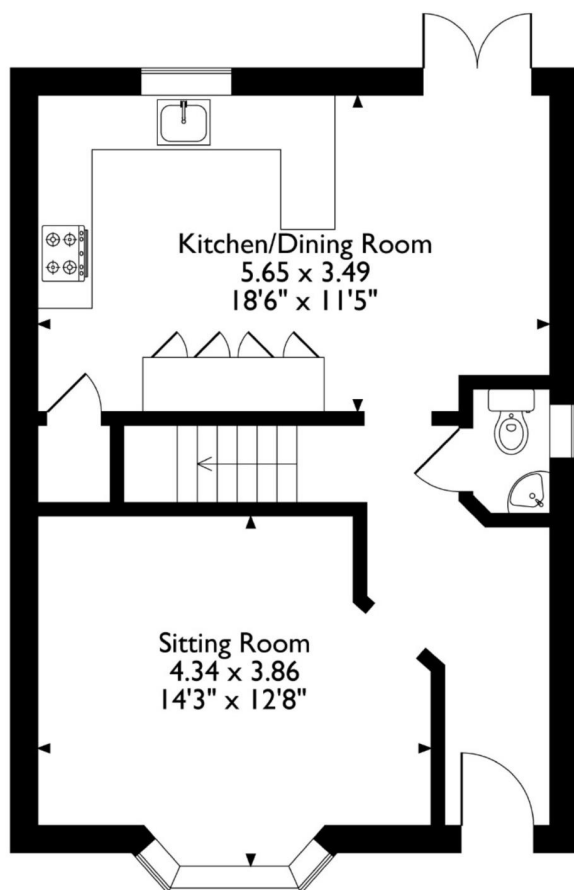 Kitchen/Dining Room
5.65 x 3.49
18'6" x 11'5"
Sitting Room
4.34 x 3.86
14'3" x 12'8"